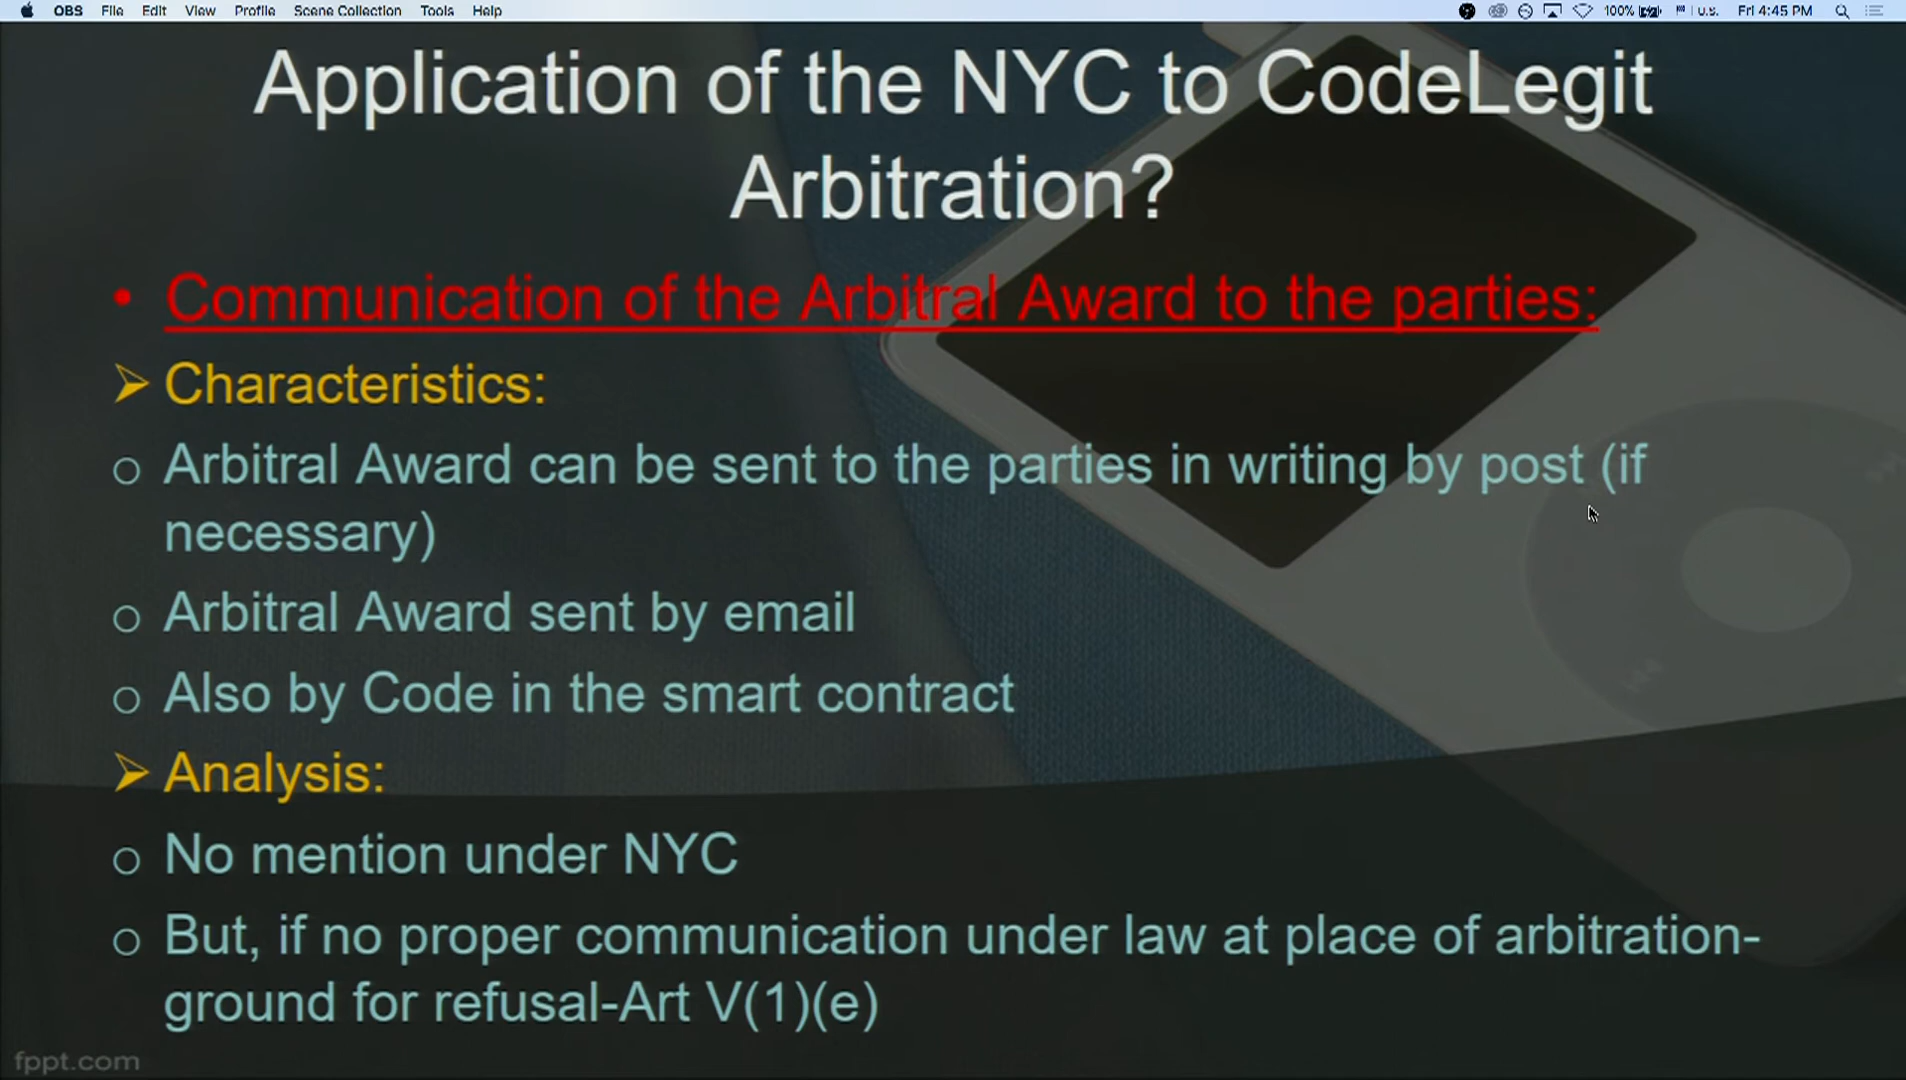 OBS File Edit View Profile Scene Collection Tools Help 100% U.S. Fri 4:45 PM
Application of the NYC to CodeLegit
Arbitration?
• Communication of the Arbitral Award to the parties:
➢ Characteristics:
o Arbitral Award can be sent to the parties in writing by post (if
necessary)
o Arbitral Award sent by email
o Also by Code in the smart contract
➢ Analysis:
o No mention under NYC
o But, if no proper communication under law at place of arbitration-
ground for refusal-Art V(1)(e)
fppt.com